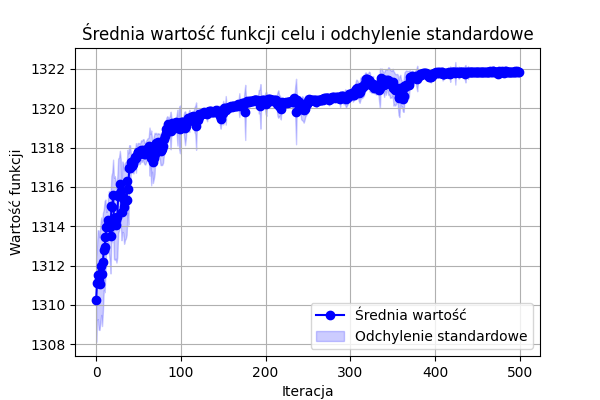 Średnia wartość funkcji celu i odchylenie standardowe
1322
1320
1318
1316
1314
1312
1310
1308
Wartość funkcji
Średnia wartość
Odchylenie standardowe
0 100 200 300 400 500
Iteracja